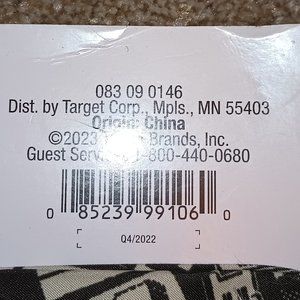 083 09 0146
Dist. by Target Corp., Mpls., MN 55403
Origin: China
©2023 Brands, Inc.
Guest 1-800-440-0680
0 85239 99106 0
Q4/2022